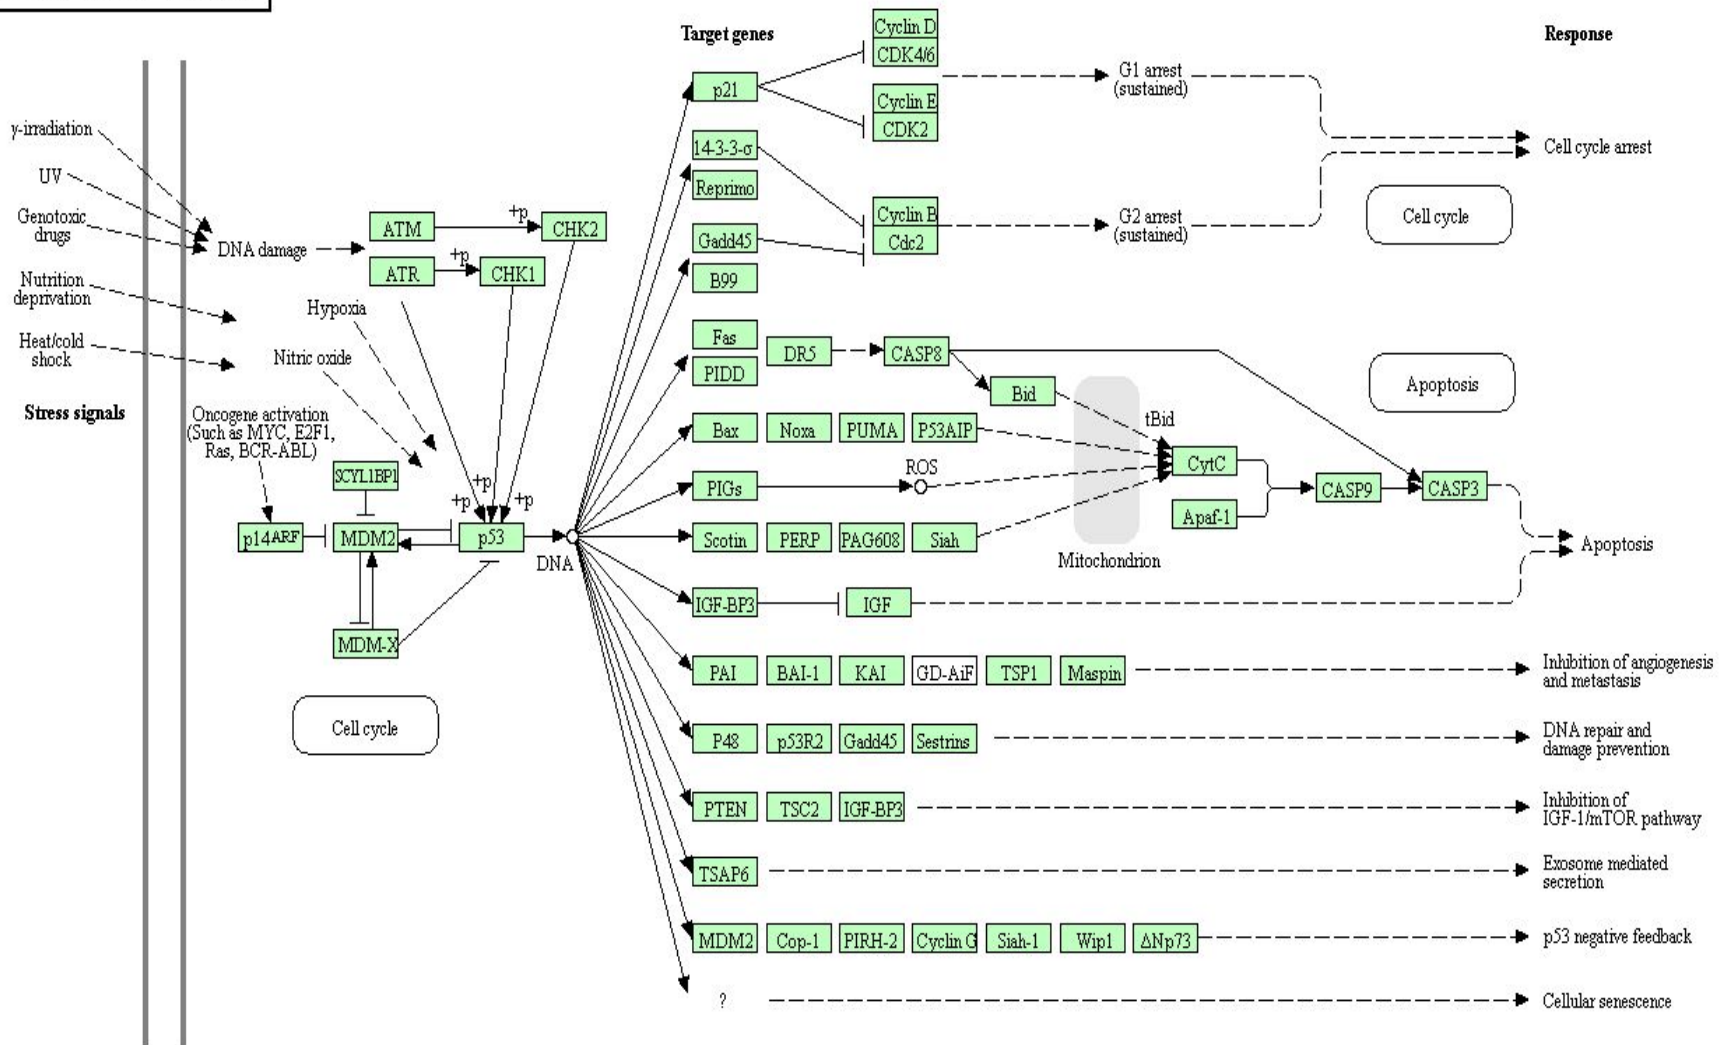 Target genes
Response
Cyclin D
CDK4/6
p21
G1 arrest
(sustained)
Cyclin E
CDK2
γ-irradiation
14-3-3-σ
Cell cycle arrest
UV
Reprimo
Genotoxic
drugs
ATM
+p
CHK2
Cyclin B
Cdc2
G2 arrest
(sustained)
Cell cycle
DNA damage
Gadd45
ATR
+p
CHK1
B99
Nutrition
deprivation
Hypoxia
Heat/cold
shock
Nitric oxide
Fas
PIDD
DR5
CASP8
Bid
Apoptosis
Stress signals
Oncogene activation
(Such as MYC, E2F1,
Ras, BCR-ABL)
Bax
Noxa
PUMA
P53AIP
tBid
SCYL1BP1
+p
+p
+p
PIGs
ROS
CytC
CASP9
CASP3
Apaf-1
p14ARF
MDM2
p53
DNA
Scotin
PERP
PAG608
Siah
Mitochondrion
Apoptosis
IGF-BP3
IGF
MDM-X
PAI
BAI-1
KAI
GD-AiF
TSP1
Maspin
Inhibition of angiogenesis
and metastasis
Cell cycle
P48
p53R2
Gadd45
Sestrins
DNA repair and
damage prevention
PTEN
TSC2
IGF-BP3
Inhibition of
IGF-1/mTOR pathway
TSAP6
Exosome mediated
secretion
MDM2
Cop-1
PIRH-2
Cyclin G
Siah-1
Wip1
ΔNp73
p53 negative feedback
?
Cellular senescence